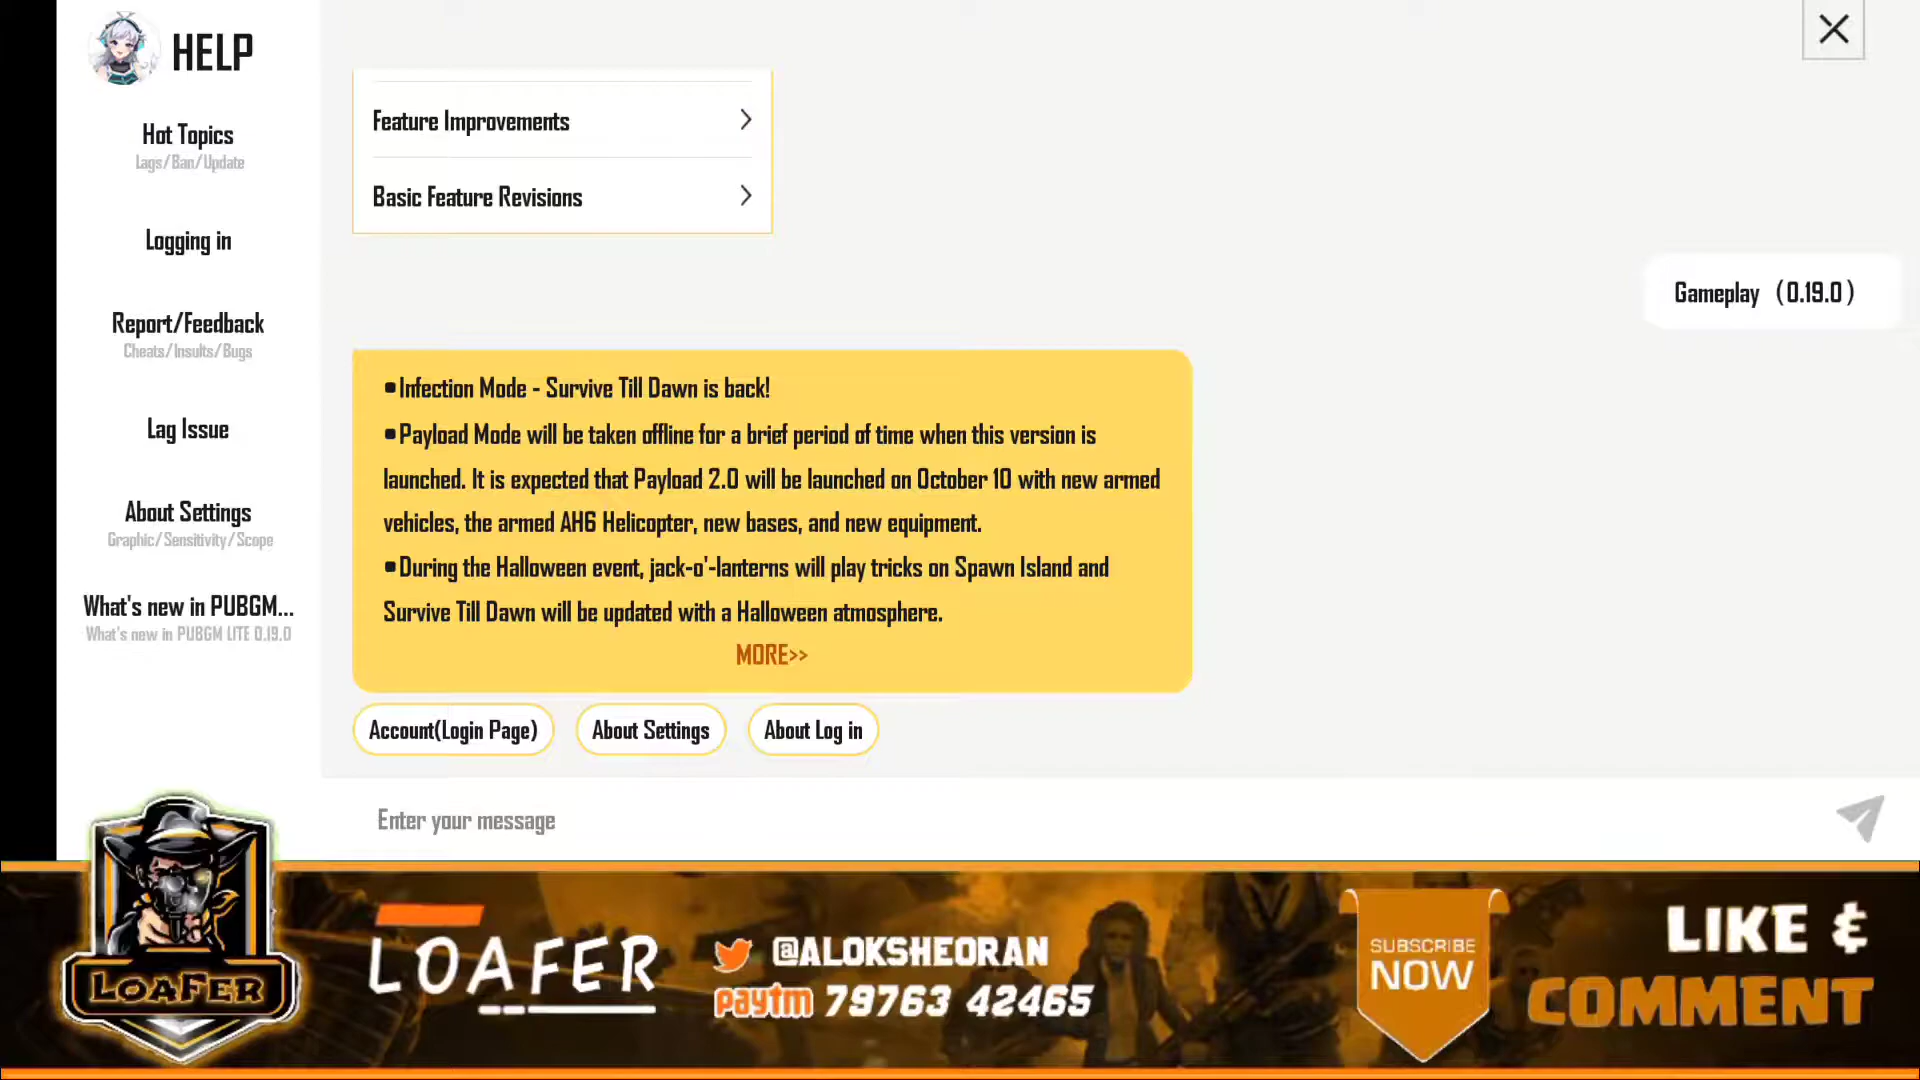 HELP
Hot Topics
Lags/Ban/Update
Logging in
Report/Feedback
Cheats/Insults/Bugs
Lag Issue
About Settings
Graphic/Sensitivity/Scope
What's new in PUBGM...
What's new in PUBGM LITE 0.19.0
Feature Improvements
Basic Feature Revisions
Gameplay (0.19.0)
▪Infection Mode - Survive Till Dawn is back!
▪Payload Mode will be taken offline for a brief period of time when this version is
launched. It is expected that Payload 2.0 will be launched on October 10 with new armed
vehicles, the armed AH6 Helicopter, new bases, and new equipment.
▪During the Halloween event, jack-o'-lanterns will play tricks on Spawn Island and
Survive Till Dawn will be updated with a Halloween atmosphere.
MORE>>
Account(Login Page)
About Settings
About Log in
Enter your message
LOAFER
LOAFER
@ALOKSHEORAN
paytm 79763 42465
SUBSCRIBE
NOW
LIKE &
COMMENT